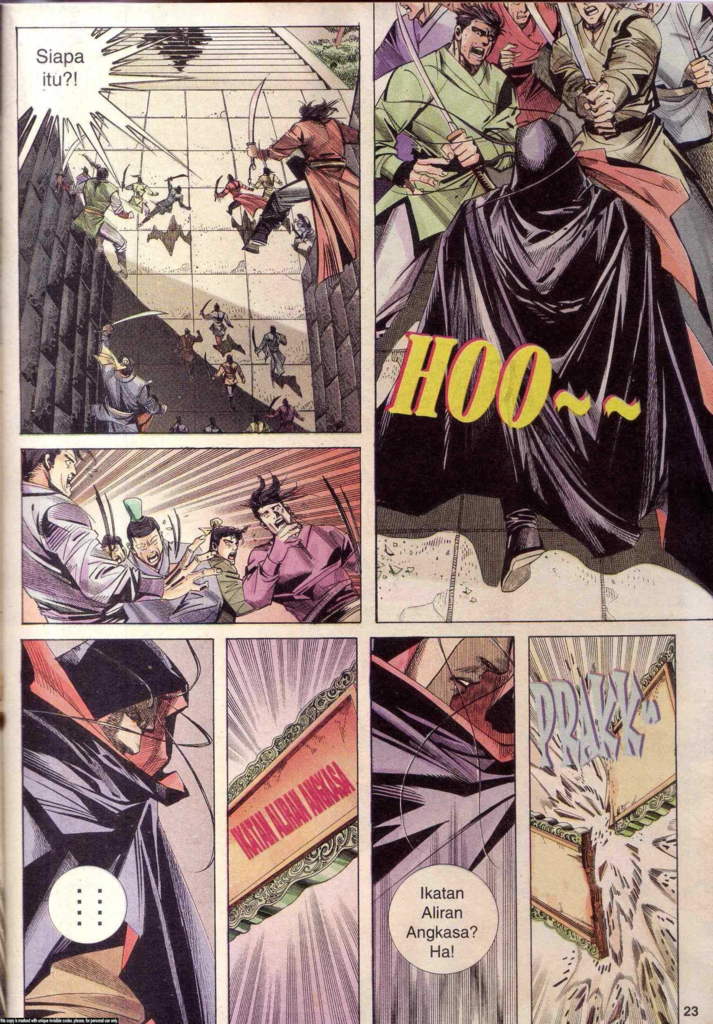 Siapa
itu?!
HOO~~
IKATAN ALIRAN ANGKASA
Ikatan
Aliran
Angkasa?
Ha!
PRAKK
23